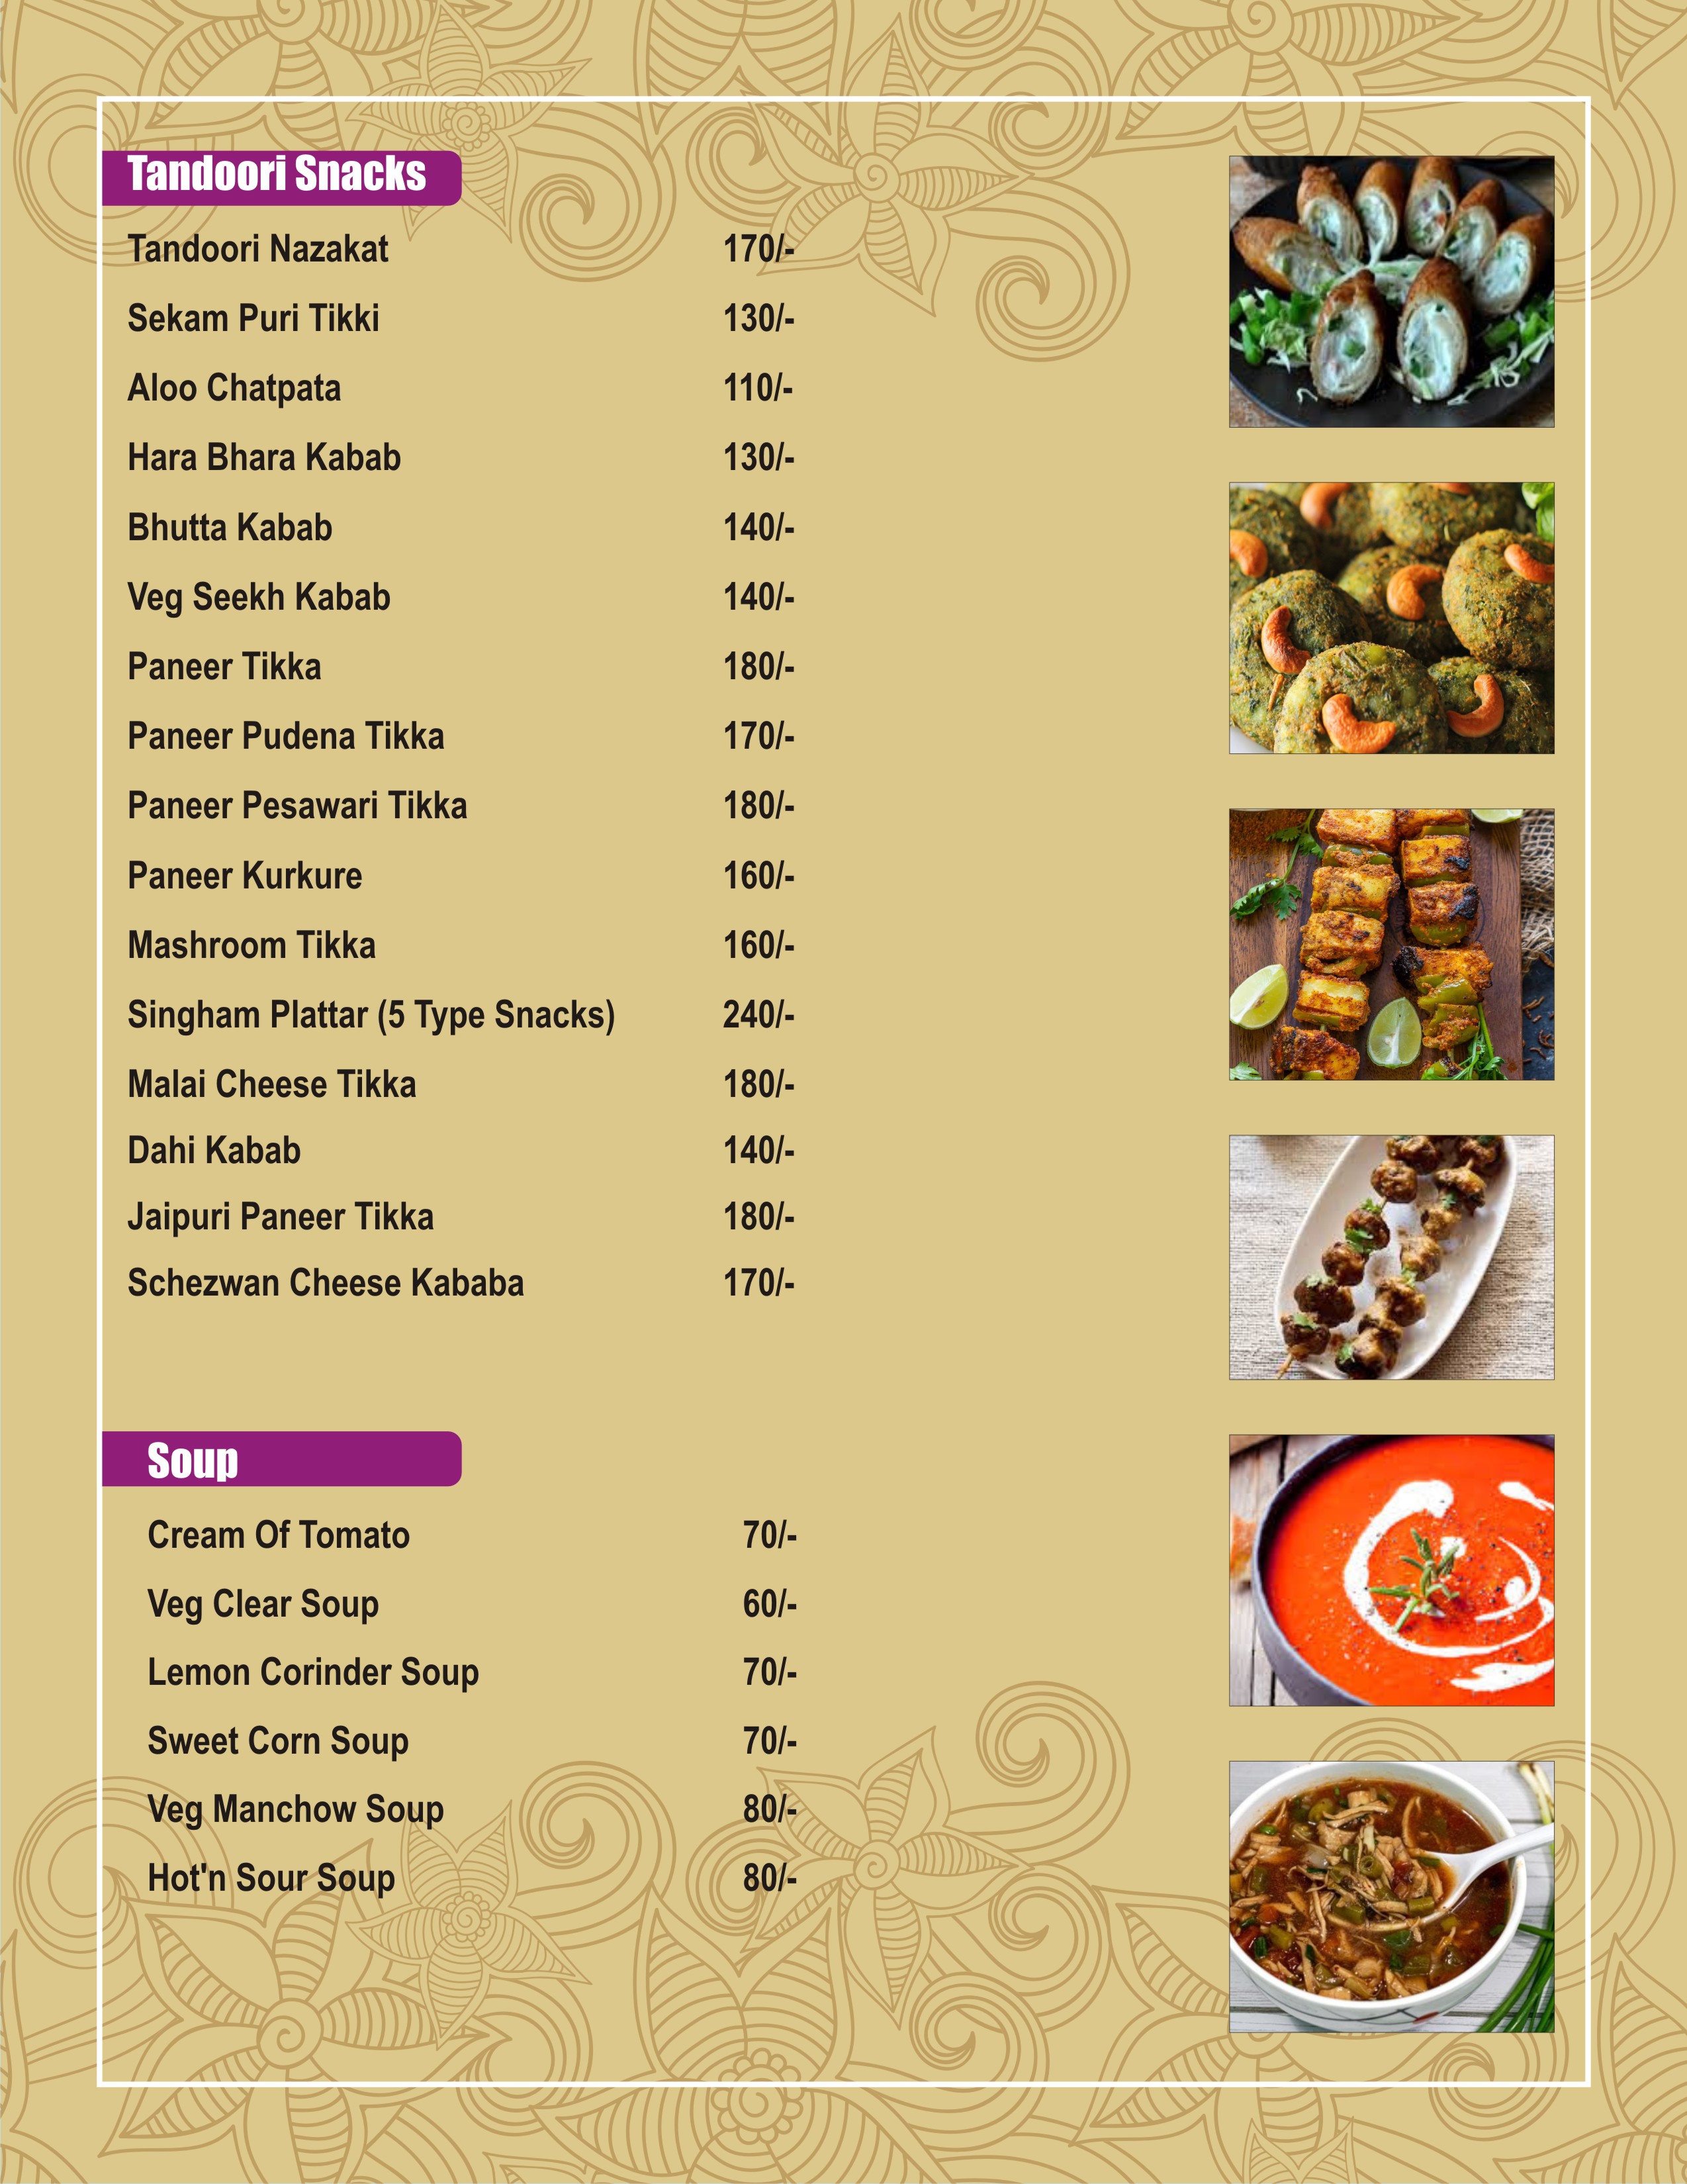 Tandoori Snacks
Tandoori Nazakat 170/-
Sekam Puri Tikki 130/-
Aloo Chatpata 110/-
Hara Bhara Kabab 130/-
Bhutta Kabab 140/-
Veg Seekh Kabab 140/-
Paneer Tikka 180/-
Paneer Pudena Tikka 170/-
Paneer Pesawari Tikka 180/-
Paneer Kurkure 160/-
Mashroom Tikka 160/-
Singham Plattar (5 Type Snacks) 240/-
Malai Cheese Tikka 180/-
Dahi Kabab 140/-
Jaipuri Paneer Tikka 180/-
Schezwan Cheese Kababa 170/-
Soup
Cream Of Tomato 70/-
Veg Clear Soup 60/-
Lemon Corinder Soup 70/-
Sweet Corn Soup 70/-
Veg Manchow Soup 80/-
Hot'n Sour Soup 80/-